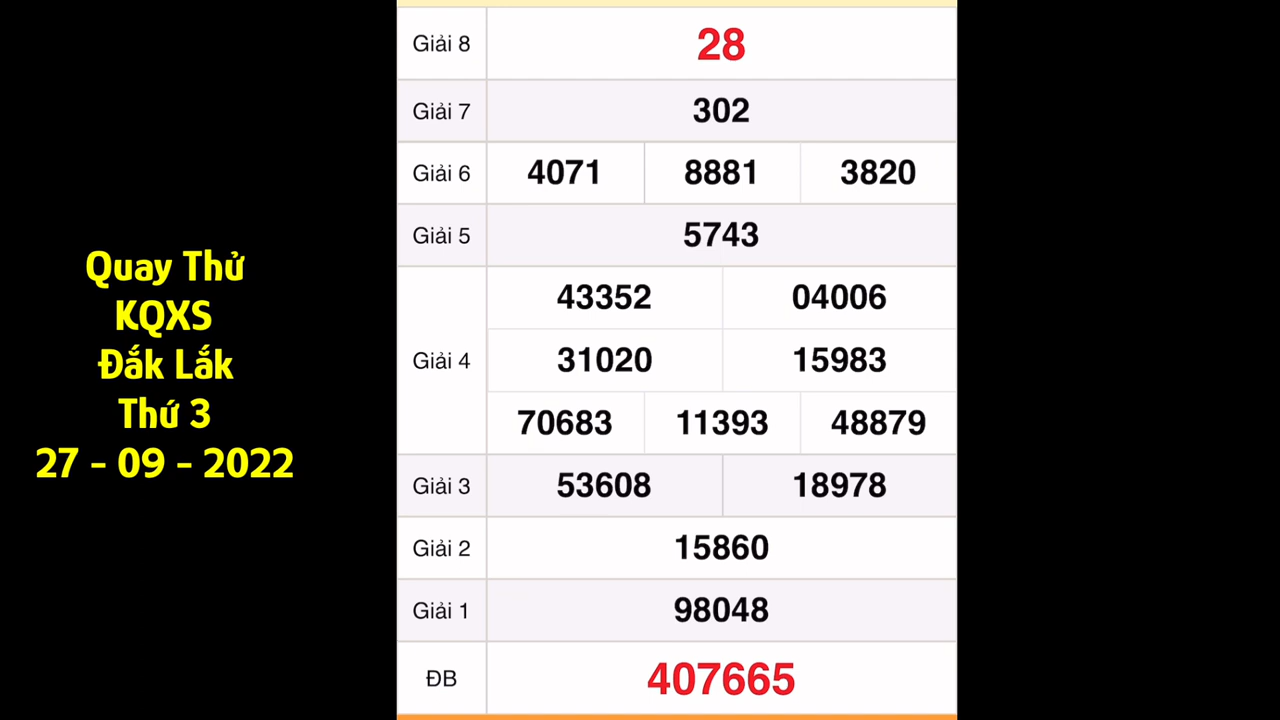 Quay Thử
KQXS
Đắk Lắk
Thứ 3
27 - 09 - 2022
Giải 8 28
Giải 7 302
Giải 6 4071 8881 3820
Giải 5 5743
Giải 4 43352 04006
31020 15983
70683 11393 48879
Giải 3 53608 18978
Giải 2 15860
Giải 1 98048
ĐB 407665